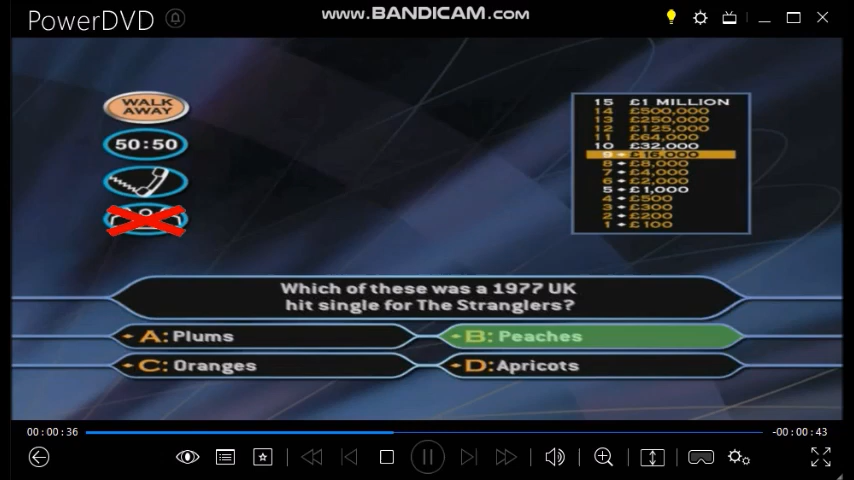 PowerDVD
www.BANDICAM.com
WALK
AWAY
50:50
15 £1 MILLION
14 £500,000
13 £250,000
12 £125,000
11 £64,000
10 £32,000
9 £16,000
8 £8,000
7 £4,000
6 £2,000
5 £1,000
4 £500
3 £300
2 £200
1 £100
Which of these was a 1977 UK
hit single for The Stranglers?
A: Plums
B: Peaches
C: Oranges
D: Apricots
00:00:36
-00:00:43